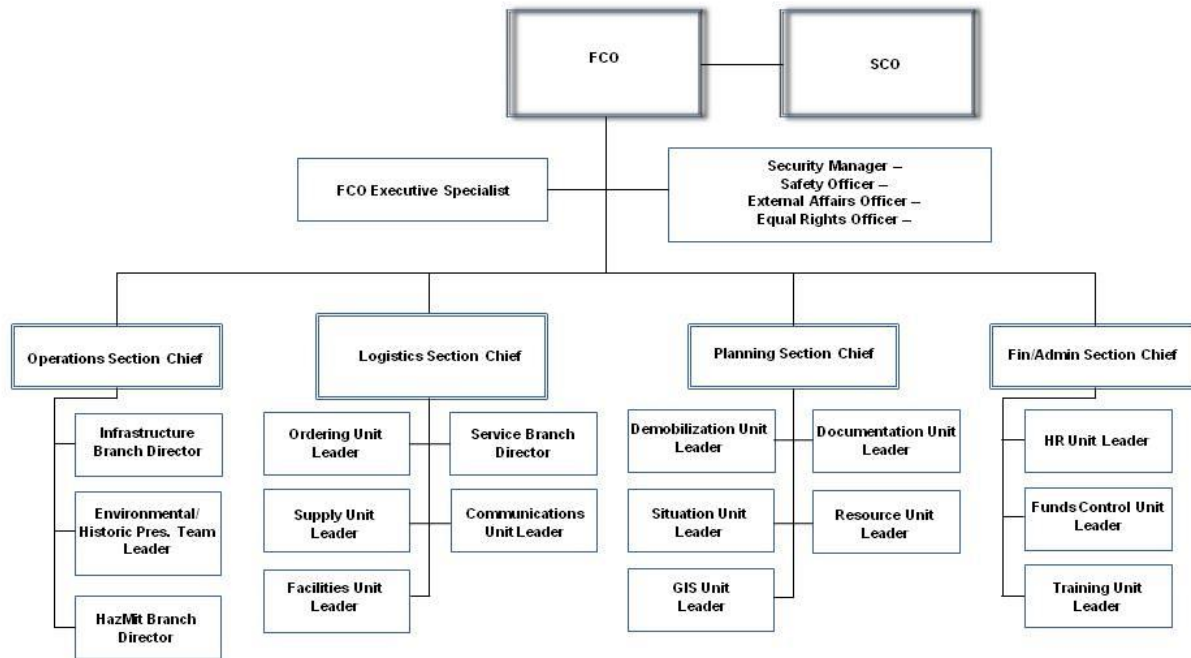 FCO
SCO
FCO Executive Specialist
Security Manager –
Safety Officer –
External Affairs Officer –
Equal Rights Officer –
Operations Section Chief
Logistics Section Chief
Planning Section Chief
Fin/Admin Section Chief
Infrastructure
Branch Director
Environmental/
Historic Pres. Team
Leader
HazMit Branch
Director
Ordering Unit
Leader
Service Branch
Director
Supply Unit
Leader
Communications
Unit Leader
Facilities Unit
Leader
Demobilization Unit
Leader
Documentation Unit
Leader
Situation Unit
Leader
Resource Unit
Leader
GIS Unit
Leader
HR Unit Leader
Funds Control Unit
Leader
Training Unit
Leader